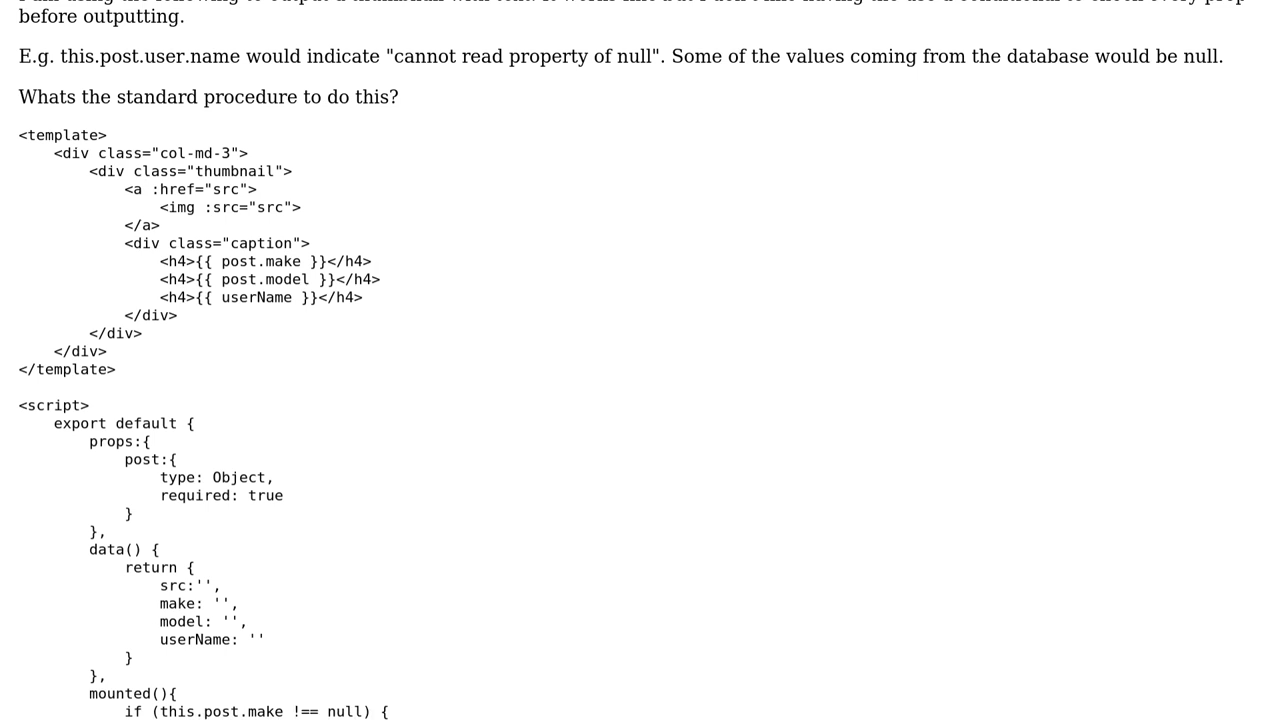 before outputting.
E.g. this.post.user.name would indicate "cannot read property of null". Some of the values coming from the database would be null.
Whats the standard procedure to do this?
<template>
    <div class="col-md-3">
        <div class="thumbnail">
            <a :href="src">
                <img :src="src">
            </a>
            <div class="caption">
                <h4>{{ post.make }}</h4>
                <h4>{{ post.model }}</h4>
                <h4>{{ userName }}</h4>
            </div>
        </div>
    </div>
</template>
<script>
    export default {
        props:{
            post:{
                type: Object,
                required: true
            }
        },
        data() {
            return {
                src:'',
                make: '',
                model: '',
                userName: ''
            }
        },
        mounted(){
            if (this.post.make !== null) {